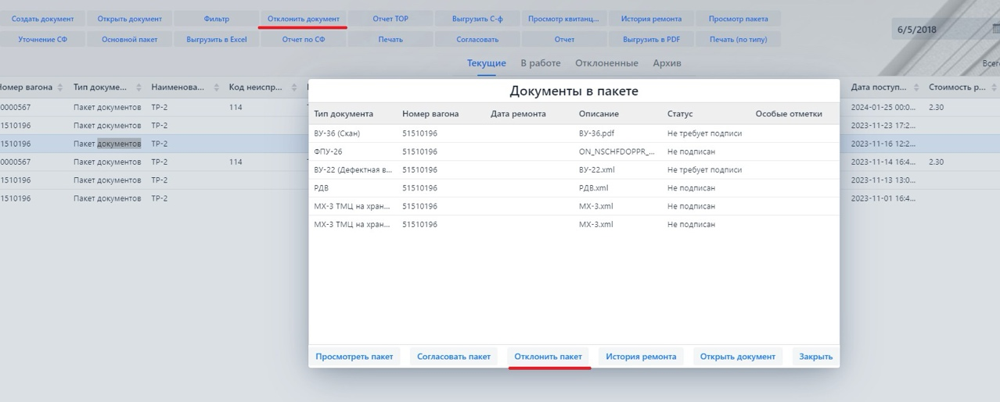 Создать документ Открыть документ Фильтр Отклонить документ Отчет ТОР Выгрузить С-ф Просмотр квитанц... История ремонта Просмотр пакета
Уточнение СФ Основной пакет Выгрузить в Excel Отчет по СФ Печать Согласовать Отчет Выгрузить в PDF Печать (по типу)
6/5/2018
Текущие В работе Отклоненные Архив
Номер вагона Тип докуме... Наименова... Код неиспр... Дата поступ... Стоимость р...
0000567 Пакет документов ТР-2 114 2024-01-25 00:0... 2.30
51510196 Пакет документов ТР-2 2023-11-23 17:2...
51510196 Пакет документов ТР-2 2023-11-16 12:2...
0000567 Пакет документов ТР-2 114 2023-11-14 16:4... 2.30
51510196 Пакет документов ТР-2 2023-11-13 13:0...
51510196 Пакет документов ТР-2 2023-11-01 16:4...
Документы в пакете
Тип документа Номер вагона Дата ремонта Описание Статус Особые отметки
ВУ-36 (Скан) 51510196 ВУ-36.pdf Не требует подписи
ФПУ-26 51510196 ON_NSCHFDOPPR_... Не подписан
ВУ-22 (Дефектная в... 51510196 ВУ-22.xml Не требует подписи
РДВ 51510196 РДВ.xml Не подписан
МХ-3 ТМЦ на хран... 51510196 МХ-3.xml Не подписан
МХ-3 ТМЦ на хран... 51510196 МХ-3.xml Не подписан
Просмотреть пакет Согласовать пакет Отклонить пакет История ремонта Открыть документ Закрыть